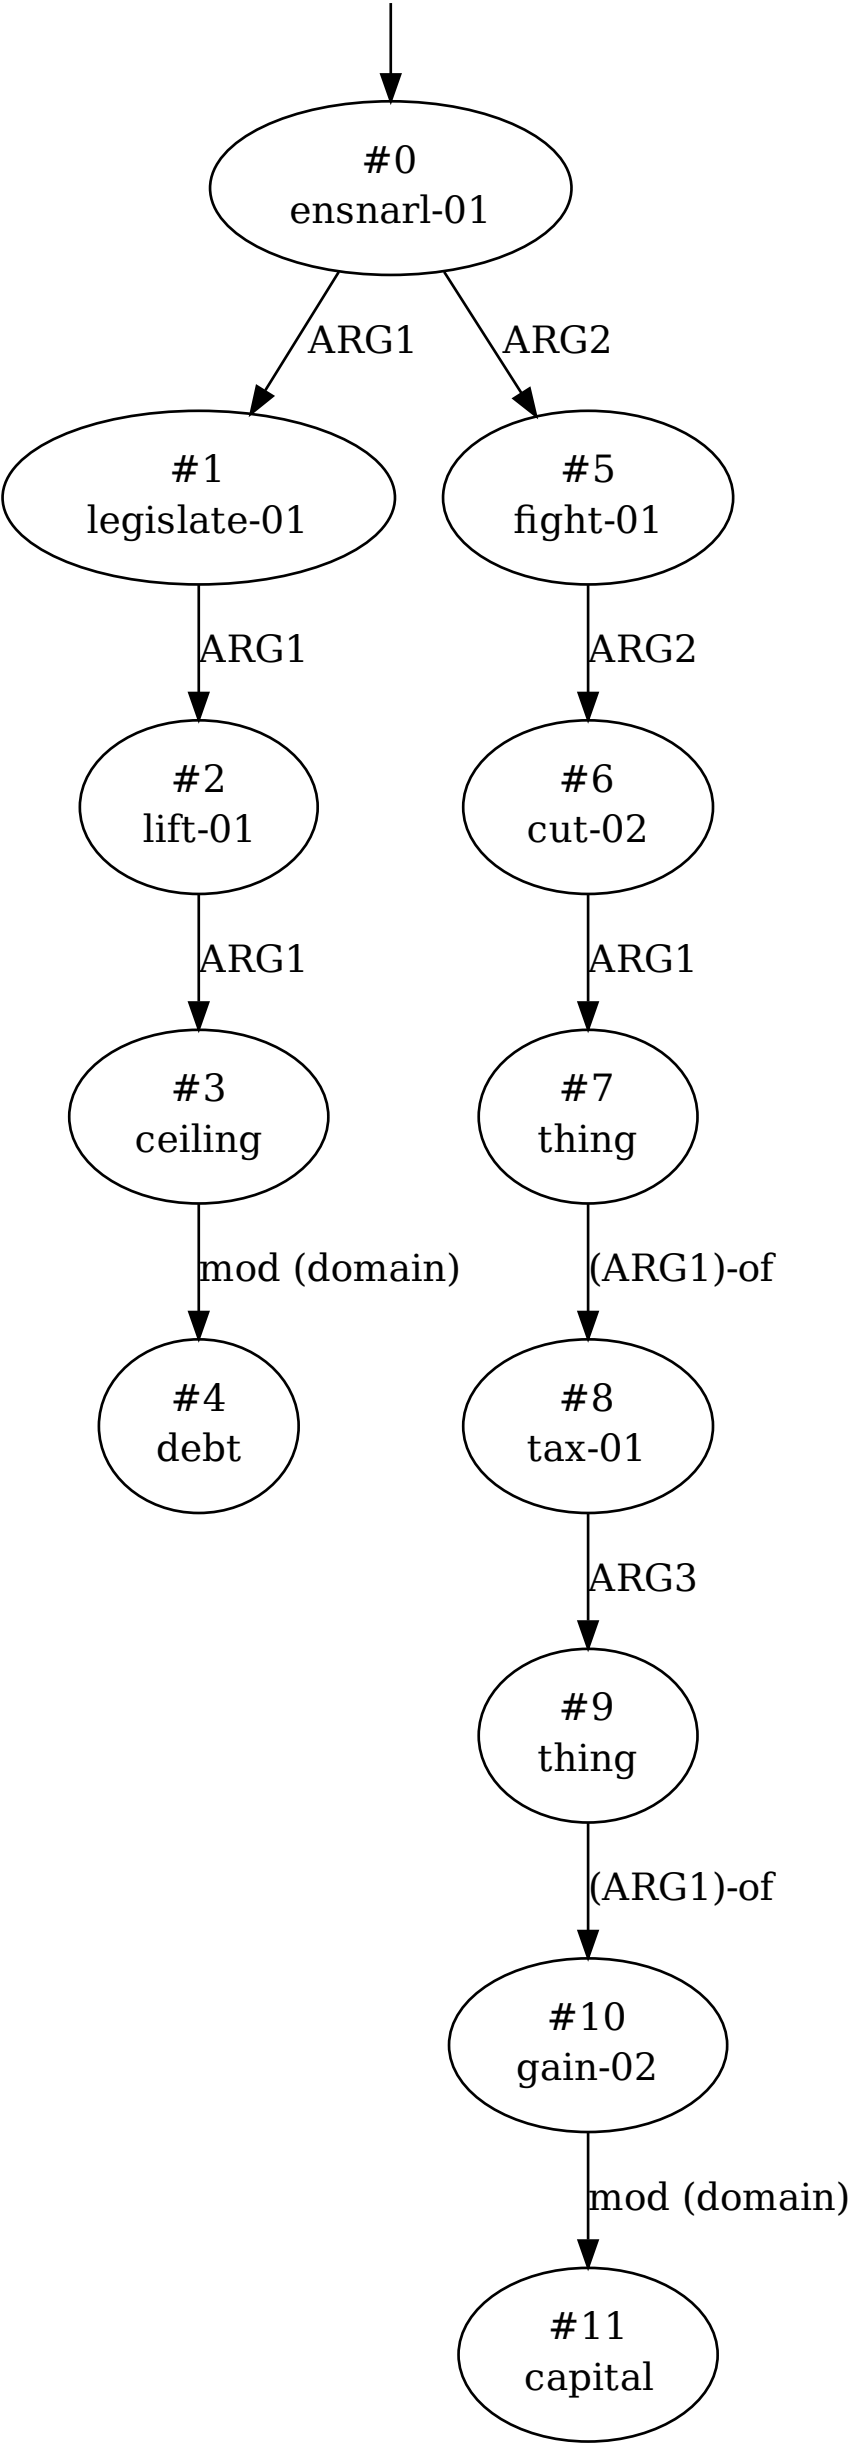 #0
ensnarl-01
ARG1
ARG2
#1
legislate-01
#5
fight-01
ARG1
ARG2
#2
lift-01
#6
cut-02
ARG1
ARG1
#3
ceiling
#7
thing
mod (domain)
(ARG1)-of
#4
debt
#8
tax-01
ARG3
#9
thing
(ARG1)-of
#10
gain-02
mod (domain)
#11
capital